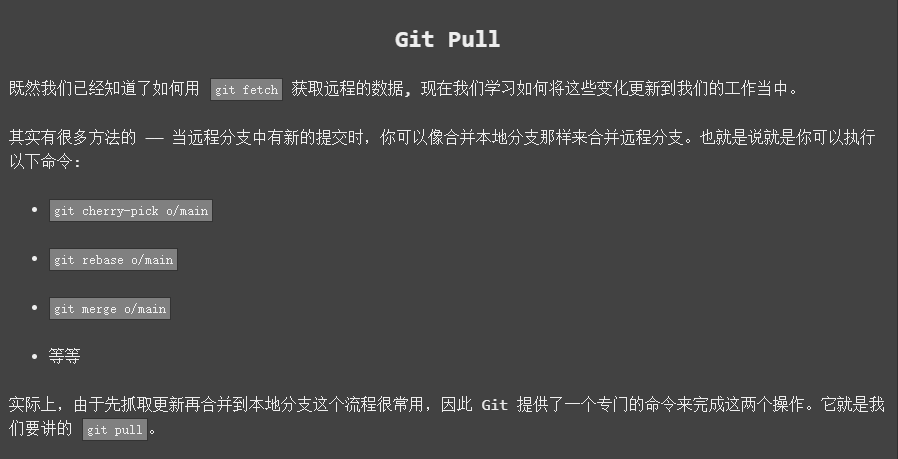 Git Pull
既然我们已经知道了如何用 git fetch 获取远程的数据, 现在我们学习如何将这些变化更新到我们的工作当中。
其实有很多方法的 —— 当远程分支中有新的提交时，你可以像合并本地分支那样来合并远程分支。也就是说就是你可以执行
以下命令:
• git cherry-pick o/main
• git rebase o/main
• git merge o/main
• 等等
实际上，由于先抓取更新再合并到本地分支这个流程很常用，因此 Git 提供了一个专门的命令来完成这两个操作。它就是我
们要讲的 git pull。